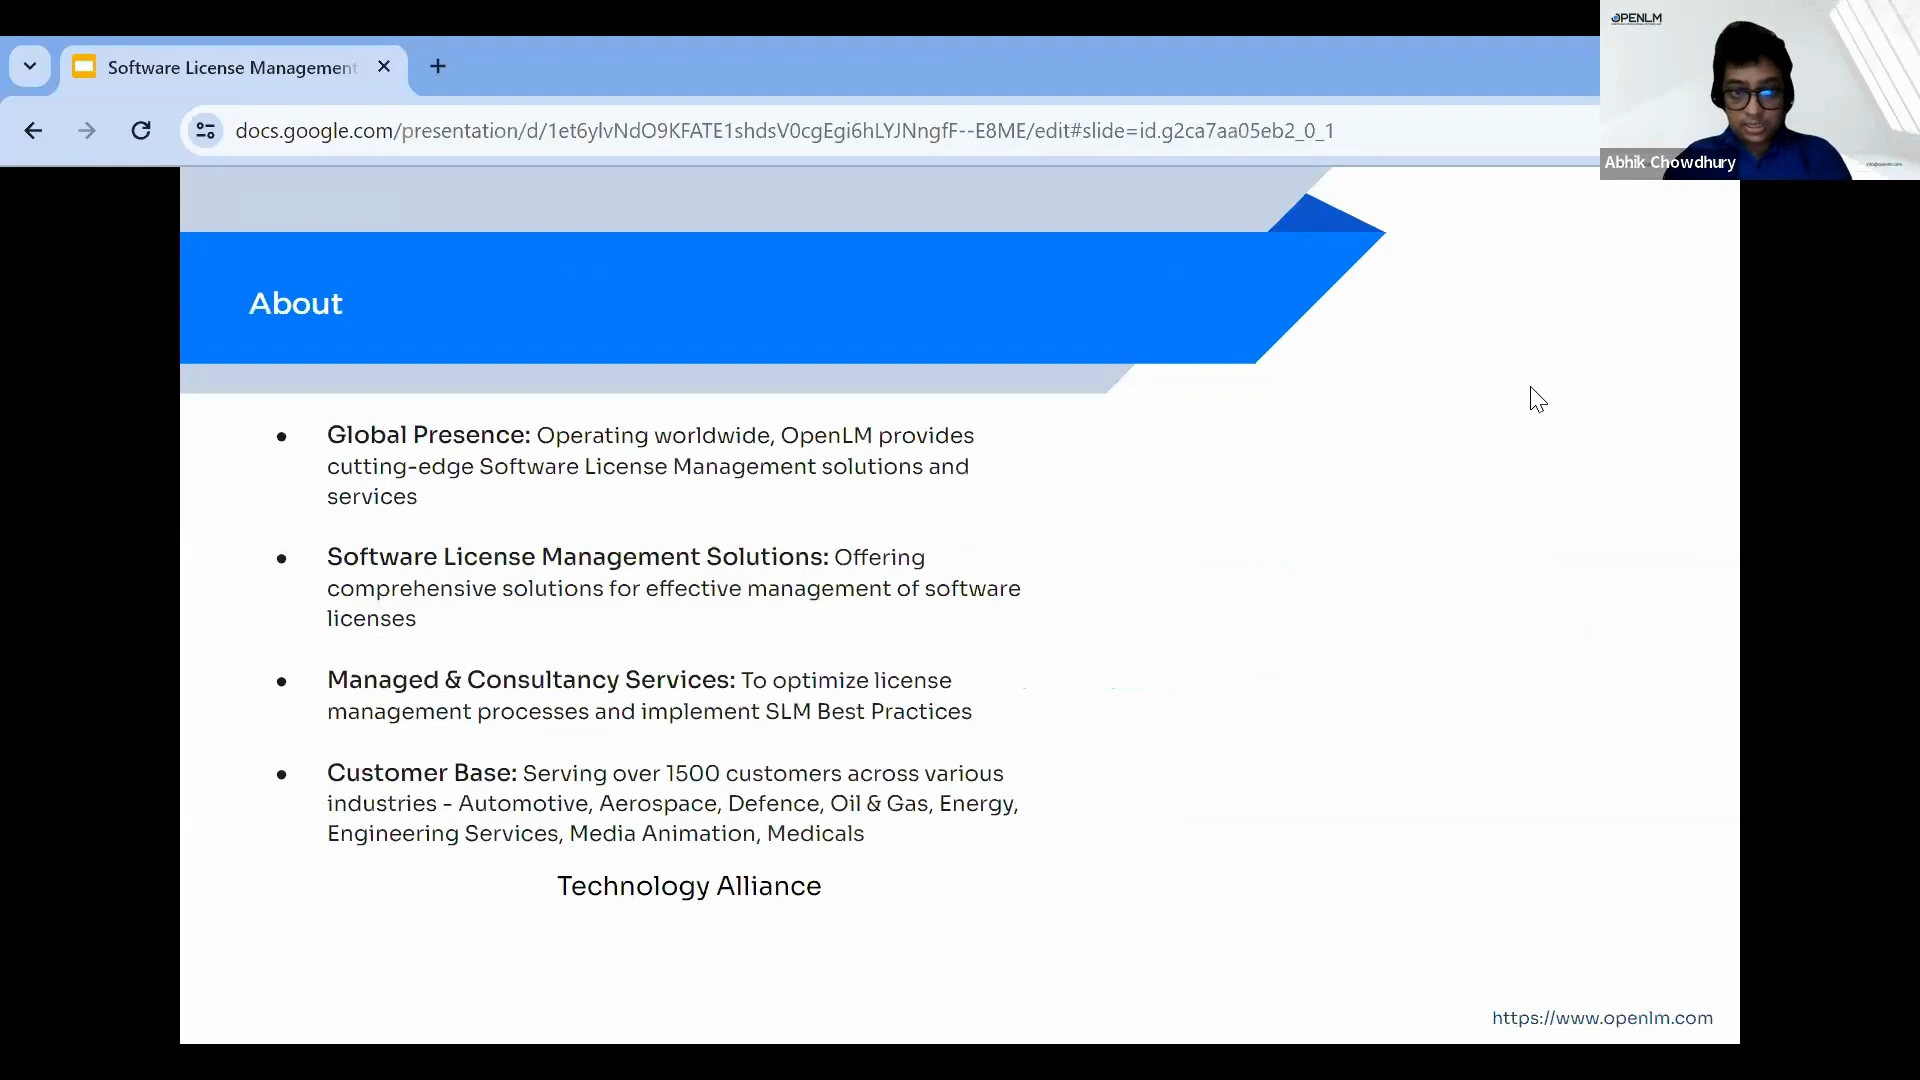 Software License Management
docs.google.com/presentation/d/1et6ylvNdO9KFATE1shdsV0cgEgi6hLYJNngfF--E8ME/edit#slide=id.g2ca7aa05eb2_0_1
OPENLM
Abhik Chowdhury
About
● Global Presence: Operating worldwide, OpenLM provides
cutting-edge Software License Management solutions and
services
● Software License Management Solutions: Offering
comprehensive solutions for effective management of software
licenses
● Managed & Consultancy Services: To optimize license
management processes and implement SLM Best Practices
● Customer Base: Serving over 1500 customers across various
industries - Automotive, Aerospace, Defence, Oil & Gas, Energy,
Engineering Services, Media Animation, Medicals
Technology Alliance
https://www.openlm.com